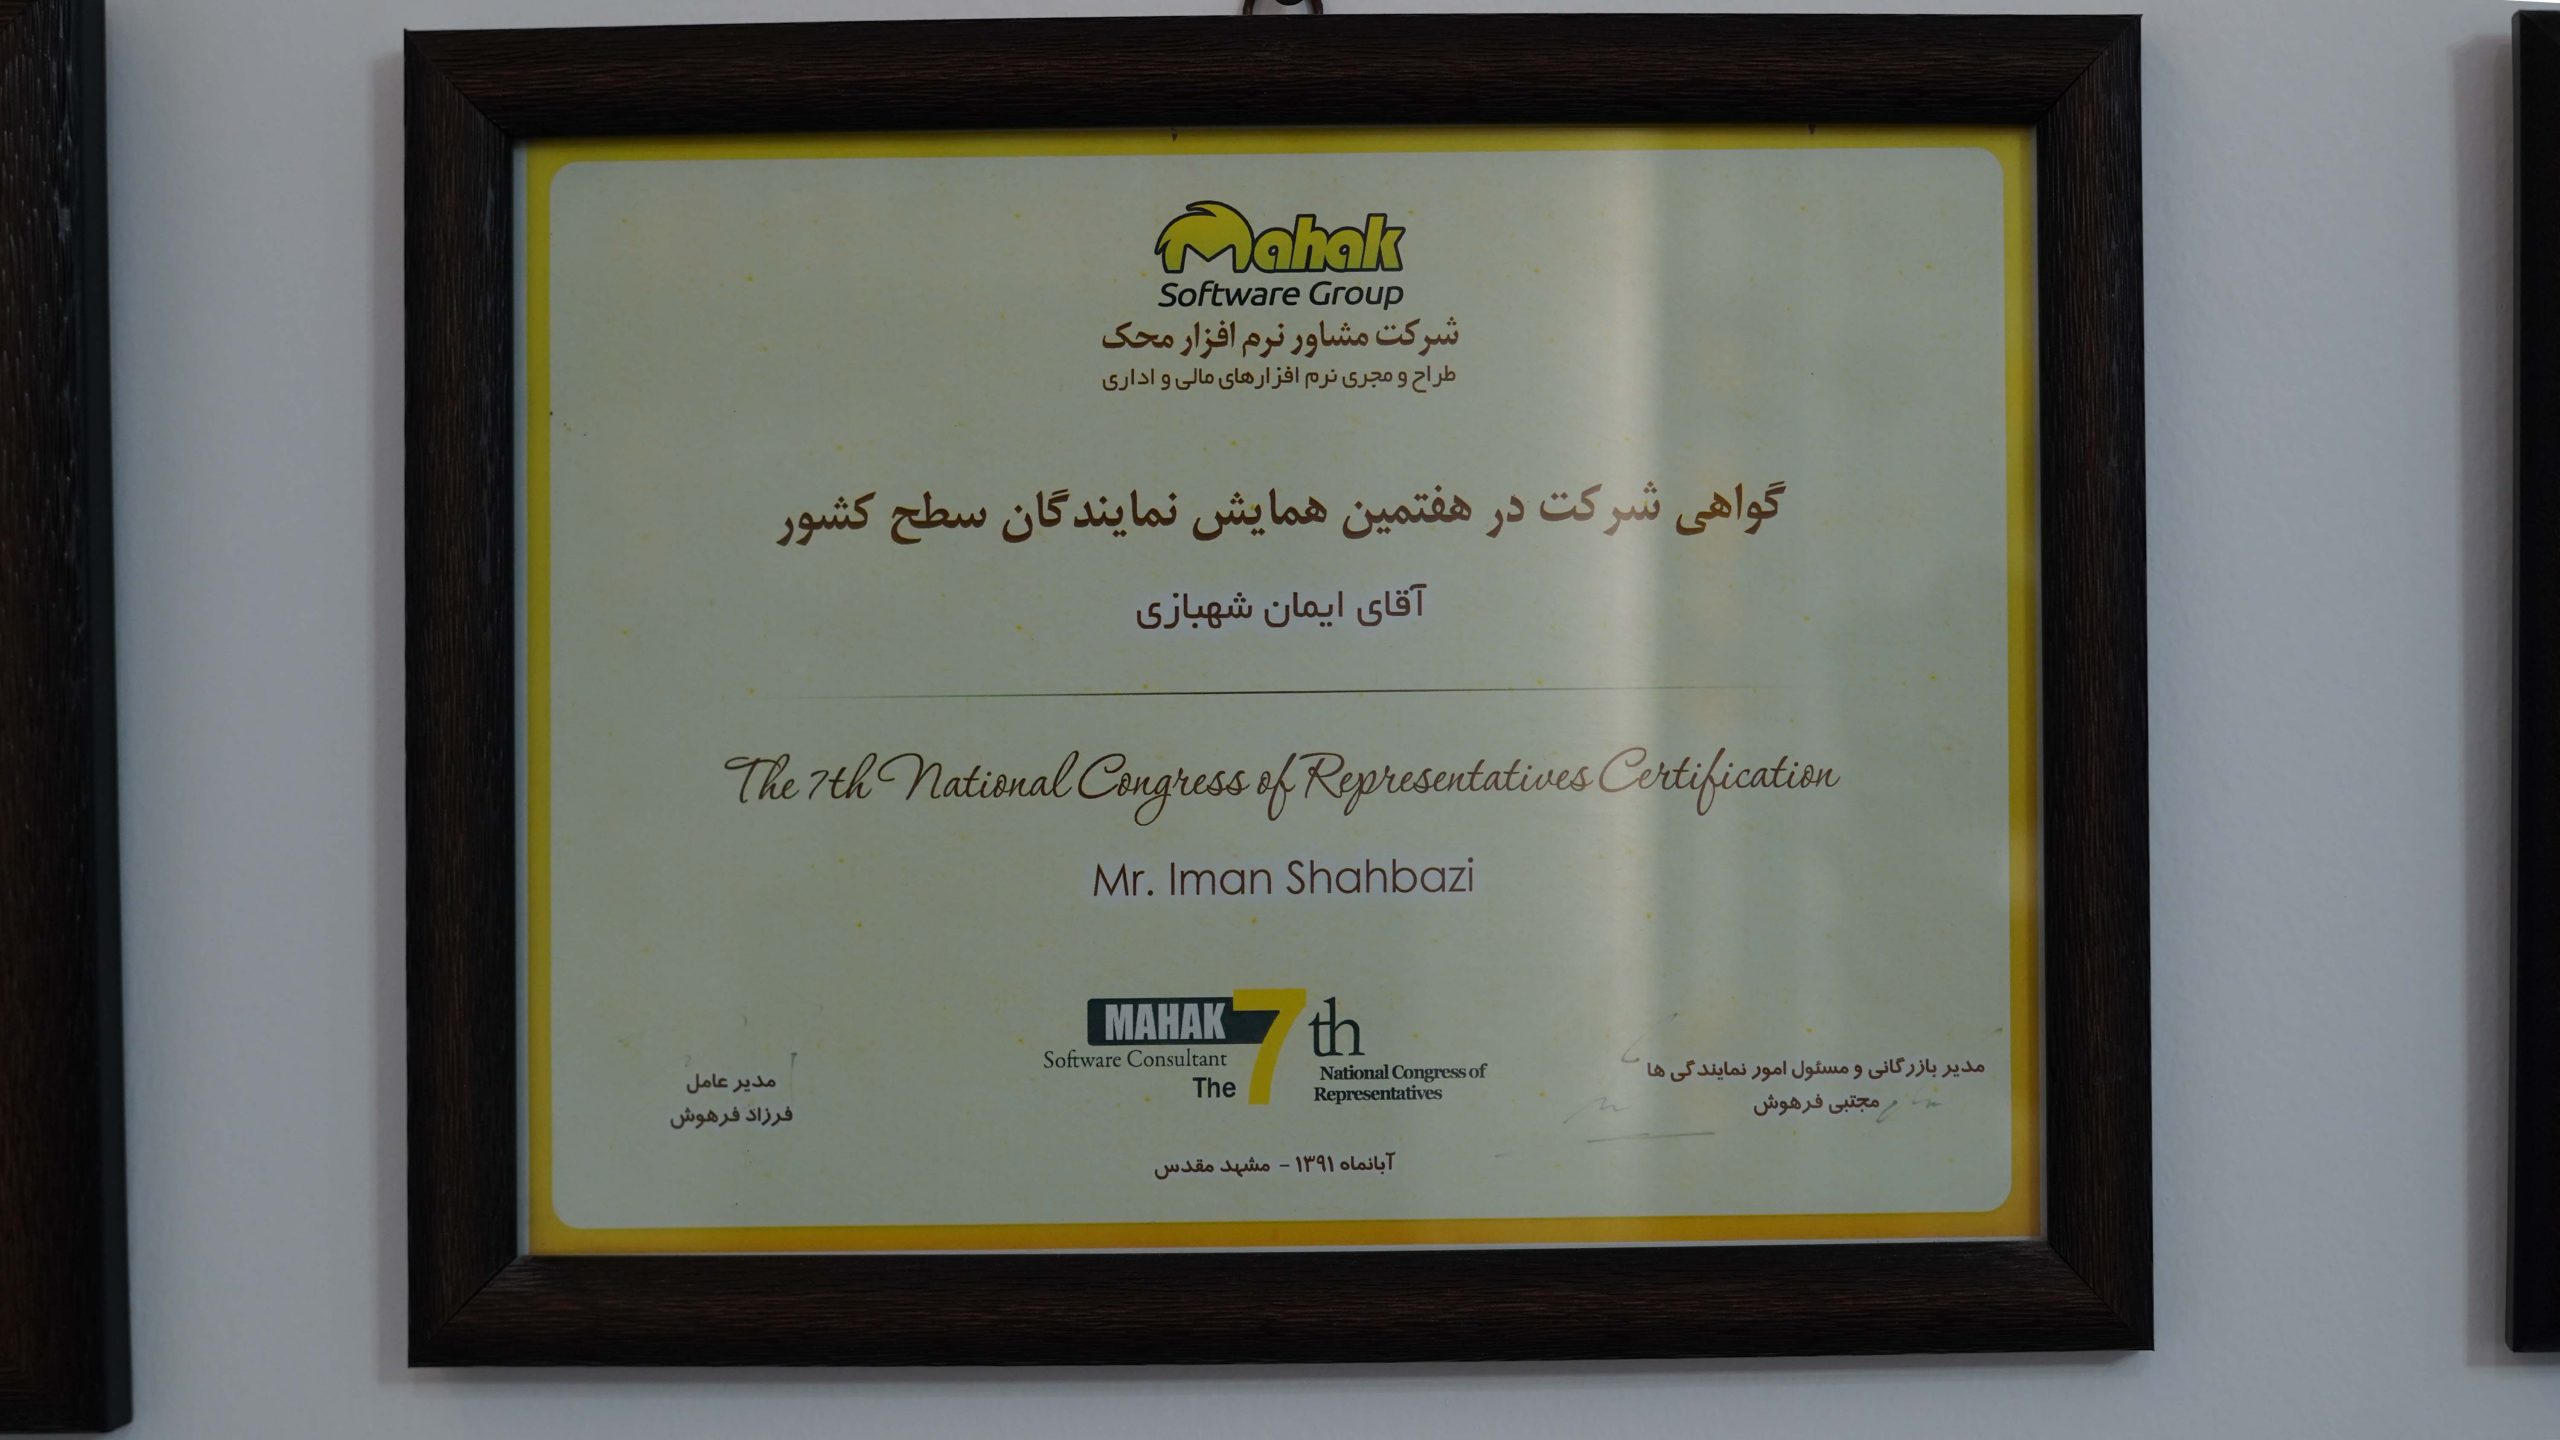 Mahak
Software Group
شرکت مشاور نرم افزار محک
طراح و مجری نرم افزارهای مالی و اداری
گواهی شرکت در هفتمین همایش نمایندگان سطح کشور
آقای ایمان شهبازی
The 7th National Congress of Representatives Certification
Mr. Iman Shahbazi
MAHAK 7th
Software Consultant
The
National Congress of
Representatives
مدیر بازرگانی و مسئول امور نمایندگی ها
مجتبی فرهوش
مدیر عامل
فرزاد فرهوش
آبانماه ۱۳۹۱ - مشهد مقدس